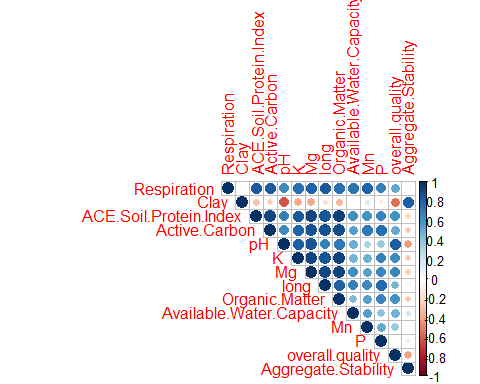 Respiration
Clay
ACE.Soil.Protein.Index
Active.Carbon
pH
K
Mg
long
Organic.Matter
Available.Water.Capacity
Mn
P
overall.quality
Aggregate.Stability
Respiration
Clay
ACE.Soil.Protein.Index
Active.Carbon
pH
K
Mg
long
Organic.Matter
Available.Water.Capacity
Mn
P
overall.quality
Aggregate.Stability
1
0.8
0.6
0.4
0.2
0
-0.2
-0.4
-0.6
-0.8
-1